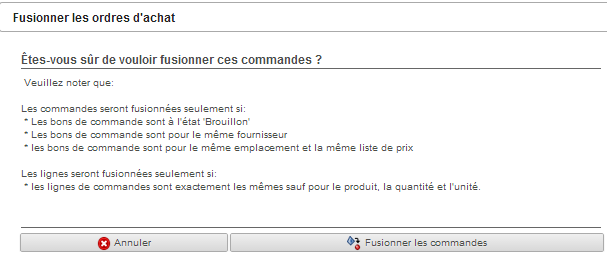 Fusionner les ordres d'achat
Êtes-vous sûr de vouloir fusionner ces commandes ?
Veuillez noter que:
Les commandes seront fusionnées seulement si:
* Les bons de commande sont à l'état 'Brouillon'
* Les bons de commande sont pour le même fournisseur
* les bons de commande sont pour le même emplacement et la même liste de prix
Les lignes seront fusionnées seulement si:
* les lignes de commandes sont exactement les mêmes sauf pour le produit, la quantité et l'unité.
Annuler
Fusionner les commandes